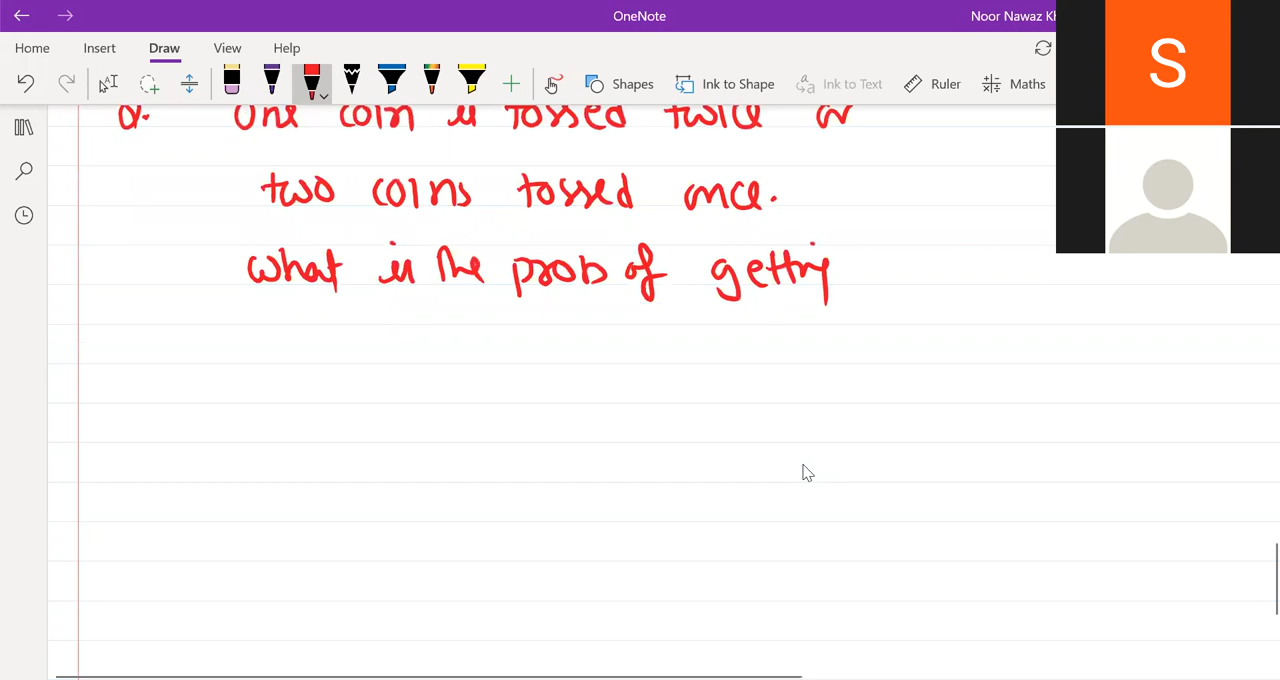 OneNote
Noor Nawaz Kh
Home Insert Draw View Help
Shapes Ink to Shape Ink to Text Ruler Maths
Q. One coin is tossed twice or
two coins tossed once.
what is the prob of getting
S